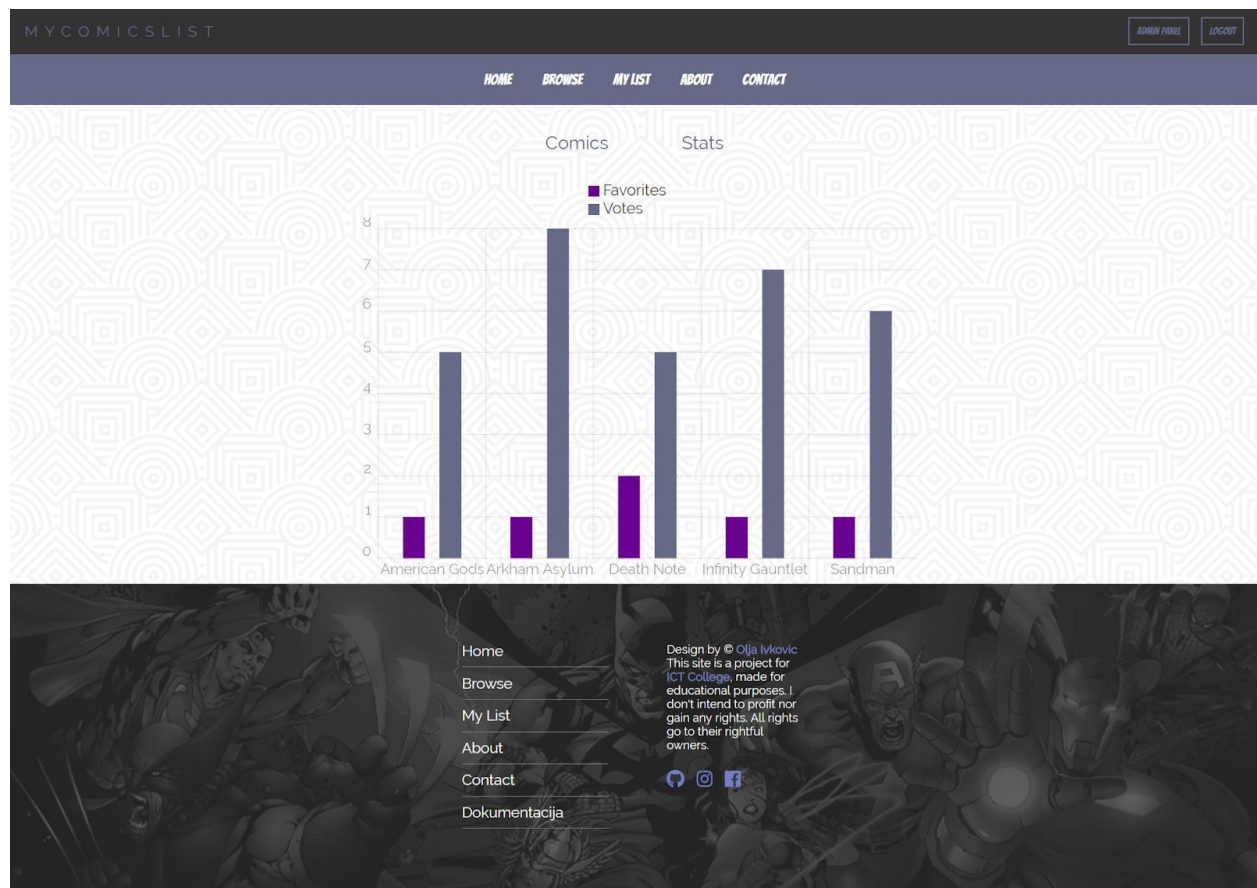 MYCOMICSLIST
ADMIN PANEL LOGOUT
HOME BROWSE MY LIST ABOUT CONTACT
Comics Stats
Favorites
Votes
8
7
6
5
4
3
2
1
0
American Gods Arkham Asylum Death Note Infinity Gauntlet Sandman
Home
Browse
My List
About
Contact
Dokumentacija
Design by © Olja Ivkovic
This site is a project for
ICT College, made for
educational purposes. I
don't intend to profit nor
gain any rights. All rights
go to their rightful
owners.